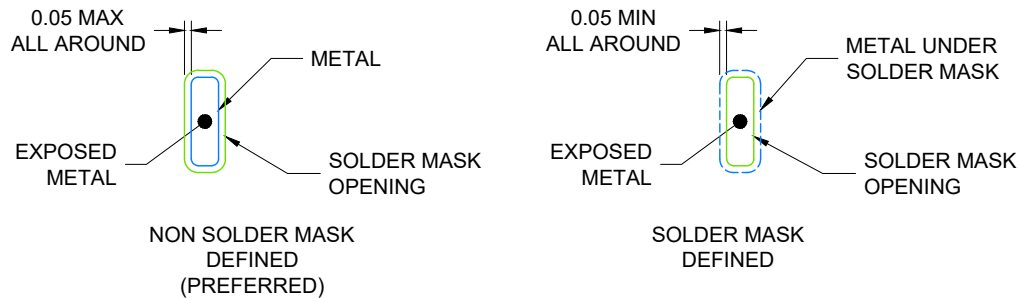 0.05 MAX
ALL AROUND
METAL
EXPOSED
METAL
SOLDER MASK
OPENING
NON SOLDER MASK
DEFINED
(PREFERRED)
0.05 MIN
ALL AROUND
METAL UNDER
SOLDER MASK
EXPOSED
METAL
SOLDER MASK
OPENING
SOLDER MASK
DEFINED